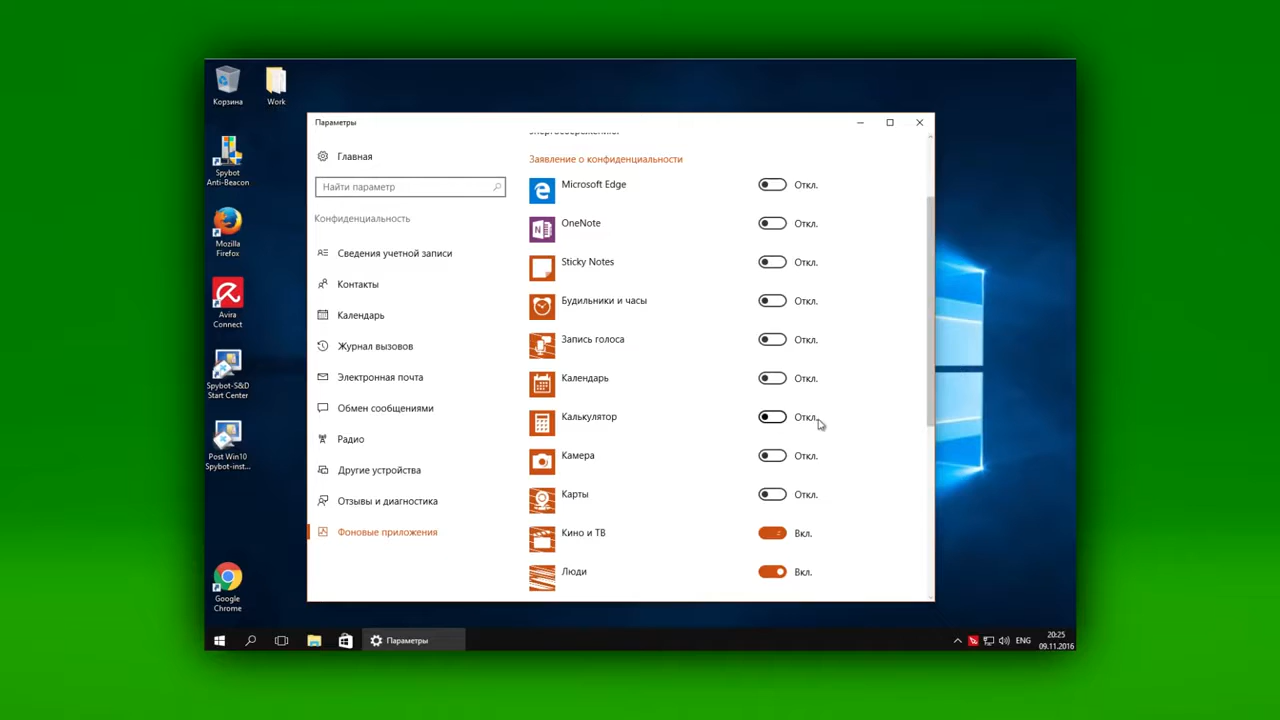 Корзина
Work
Spybot
Anti-Beacon
Mozilla
Firefox
Avira
Connect
Spybot-S&D
Start Center
Post Win10
Spybot-inst...
Google
Chrome
Параметры
Главная
Найти параметр
Конфиденциальность
Сведения учетной записи
Контакты
Календарь
Журнал вызовов
Электронная почта
Обмен сообщениями
Радио
Другие устройства
Отзывы и диагностика
Фоновые приложения
Заявление о конфиденциальности
Microsoft Edge Откл.
OneNote Откл.
Sticky Notes Откл.
Будильники и часы Откл.
Запись голоса Откл.
Календарь Откл.
Калькулятор Откл.
Камера Откл.
Карты Откл.
Кино и ТВ Вкл.
Люди Вкл.
Параметры
ENG
20:25
09.11.2016